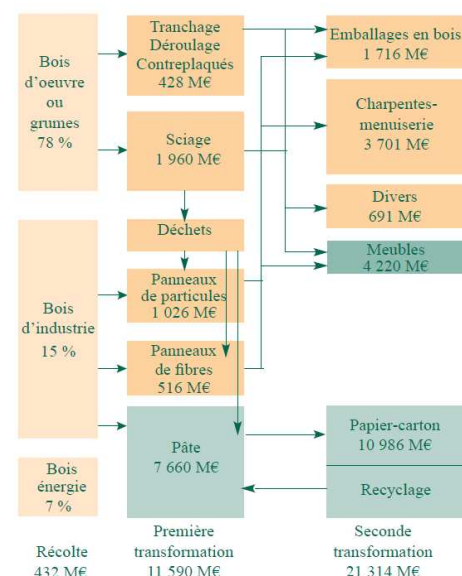 Bois
d'oeuvre
ou
grumes
78 %
Bois
d'industrie
15 %
Bois
énergie
7 %
Récolte
432 M€
Tranchage
Déroulage
Contreplaqués
428 M€
Sciage
1 960 M€
Déchets
Panneaux
de particules
1 026 M€
Panneaux
de fibres
516 M€
Pâte
7 660 M€
Première
transformation
11 590 M€
Emballages en bois
1 716 M€
Charpentes-
menuiserie
3 701 M€
Divers
691 M€
Meubles
4 220 M€
Papier-carton
10 986 M€
Recyclage
Seconde
transformation
21 314 M€